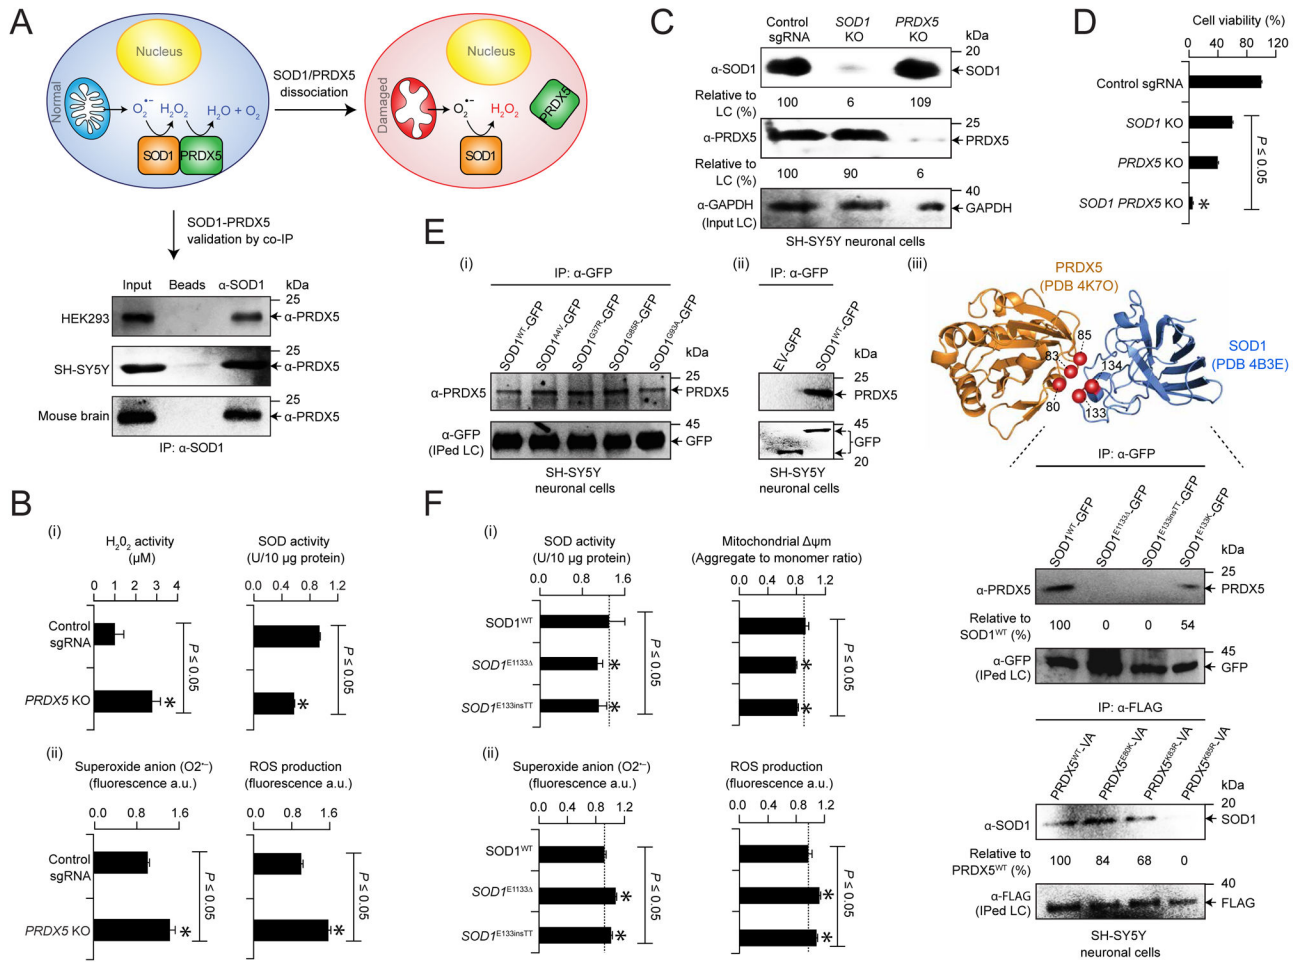 A
Nucleus
Normal
O2•−
H2O2
H2O + O2
SOD1
PRDX5
SOD1/PRDX5
dissociation
Nucleus
Damaged
O2•−
H2O2
SOD1
PRDX5
SOD1-PRDX5
validation by co-IP
Input
Beads
α-SOD1
kDa
HEK293
25
α-PRDX5
SH-SY5Y
25
α-PRDX5
Mouse brain
25
α-PRDX5
IP: α-SOD1
B
(i)
H2O2 activity
(µM)
0 1 2 3 4
Control
sgRNA
PRDX5 KO
*
P ≤ 0.05
SOD activity
(U/10 µg protein)
0.0 0.4 0.8 1.2
*
P ≤ 0.05
(ii)
Superoxide anion (O2•−)
(fluorescence a.u.)
0.0 0.8 1.6
Control
sgRNA
PRDX5 KO
*
P ≤ 0.05
ROS production
(fluorescence a.u.)
0.0 0.8 1.6
*
P ≤ 0.05
C
Control
sgRNA
SOD1
KO
PRDX5
KO
kDa
α-SOD1
20
SOD1
Relative to
LC (%)
100 6 109
α-PRDX5
25
PRDX5
Relative to
LC (%)
100 90 6
α-GAPDH
(Input LC)
40
GAPDH
SH-SY5Y neuronal cells
D
Cell viability (%)
0 40 80 120
Control sgRNA
SOD1 KO
PRDX5 KO
SOD1 PRDX5 KO
*
P ≤ 0.05
E
(i)
IP: α-GFP
SOD1WT-GFP
SOD1A4V-GFP
SOD1G37R-GFP
SOD1G85R-GFP
SOD1G93A-GFP
kDa
α-PRDX5
25
PRDX5
α-GFP
(IPed LC)
45
GFP
SH-SY5Y
neuronal cells
(ii)
IP: α-GFP
EV-GFP
SOD1WT-GFP
kDa
25
PRDX5
45
GFP
20
SH-SY5Y
neuronal cells
(iii)
PRDX5
(PDB 4K7O)
SOD1
(PDB 4B3E)
85
83
134
80
133
IP: α-GFP
SOD1WT-GFP
SOD1E1133Δ-GFP
SOD1E133insTT-GFP
SOD1E133K-GFP
kDa
α-PRDX5
25
PRDX5
Relative to
SOD1WT (%)
100 0 0 54
α-GFP
(IPed LC)
45
GFP
IP: α-FLAG
PRDX5WT-VA
PRDX5E80K-VA
PRDX5K83R-VA
PRDX5K85R-VA
kDa
α-SOD1
20
SOD1
Relative to
PRDX5WT (%)
100 84 68 0
α-FLAG
(IPed LC)
40
FLAG
SH-SY5Y
neuronal cells
F
(i)
SOD activity
(U/10 µg protein)
0.0 0.8 1.6
SOD1WT
SOD1E1133Δ
*
SOD1E133insTT
*
P ≤ 0.05
Mitochondrial Δψm
(Aggregate to monomer ratio)
0.0 0.4 0.8 1.2
*
*
P ≤ 0.05
(ii)
Superoxide anion (O2•−)
(fluorescence a.u.)
0.0 0.4 0.8 1.2
SOD1WT
SOD1E1133Δ
*
SOD1E133insTT
*
P ≤ 0.05
ROS production
(fluorescence a.u.)
0.0 0.4 0.8 1.2
*
*
P ≤ 0.05